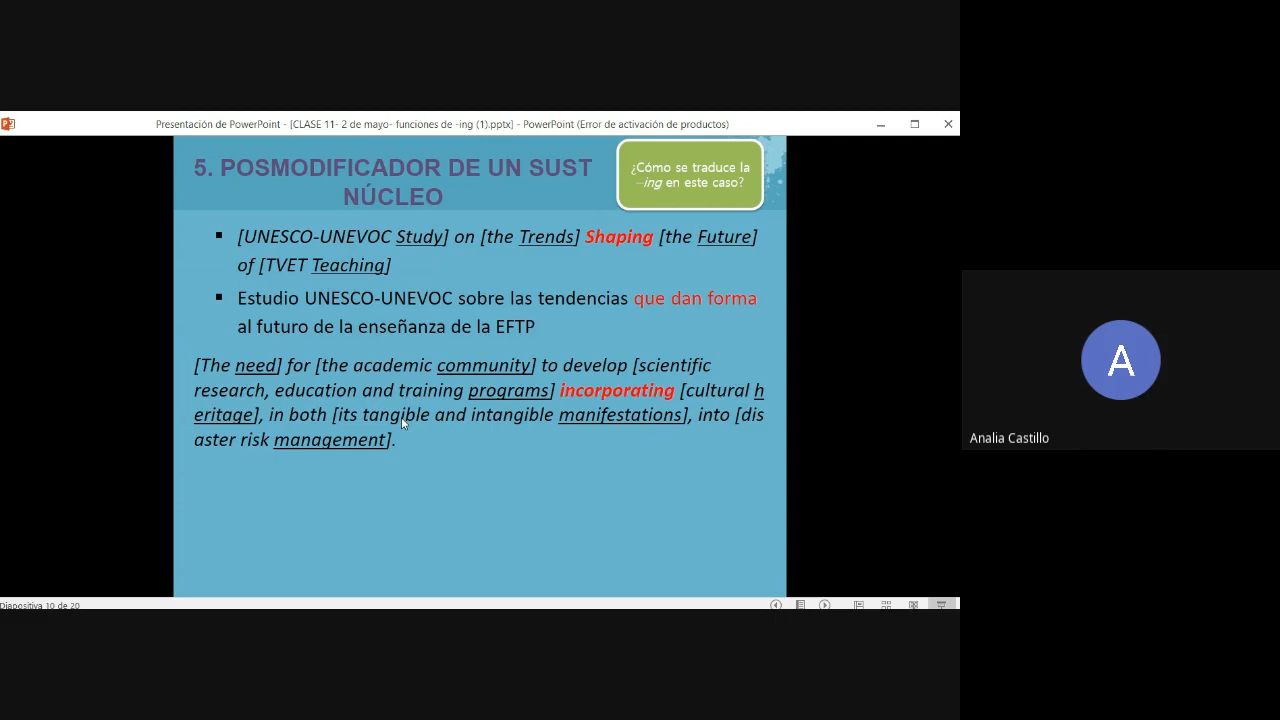 Presentación de PowerPoint - [CLASE 11- 2 de mayo- funciones de -ing (1).pptx] - PowerPoint (Error de activación de productos)
5. POSMODIFICADOR DE UN SUST
NÚCLEO
¿Cómo se traduce la
–ing en este caso?
[UNESCO-UNEVOC Study] on [the Trends] Shaping [the Future]
of [TVET Teaching]
Estudio UNESCO-UNEVOC sobre las tendencias que dan forma
al futuro de la enseñanza de la EFTP
[The need] for [the academic community] to develop [scientific
research, education and training programs] incorporating [cultural h
eritage], in both [its tangible and intangible manifestations], into [dis
aster risk management].
A
Analia Castillo
Diapositiva 10 de 20